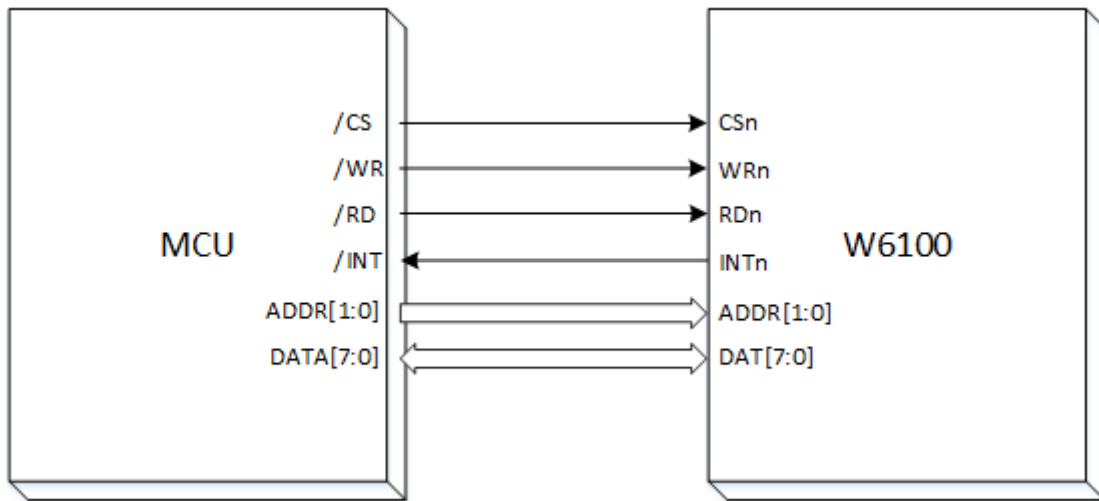 /CS
/WR
/RD
/INT
ADDR[1:0]
DATA[7:0]
MCU
CSn
WRn
RDn
INTn
ADDR[1:0]
DAT[7:0]
W6100